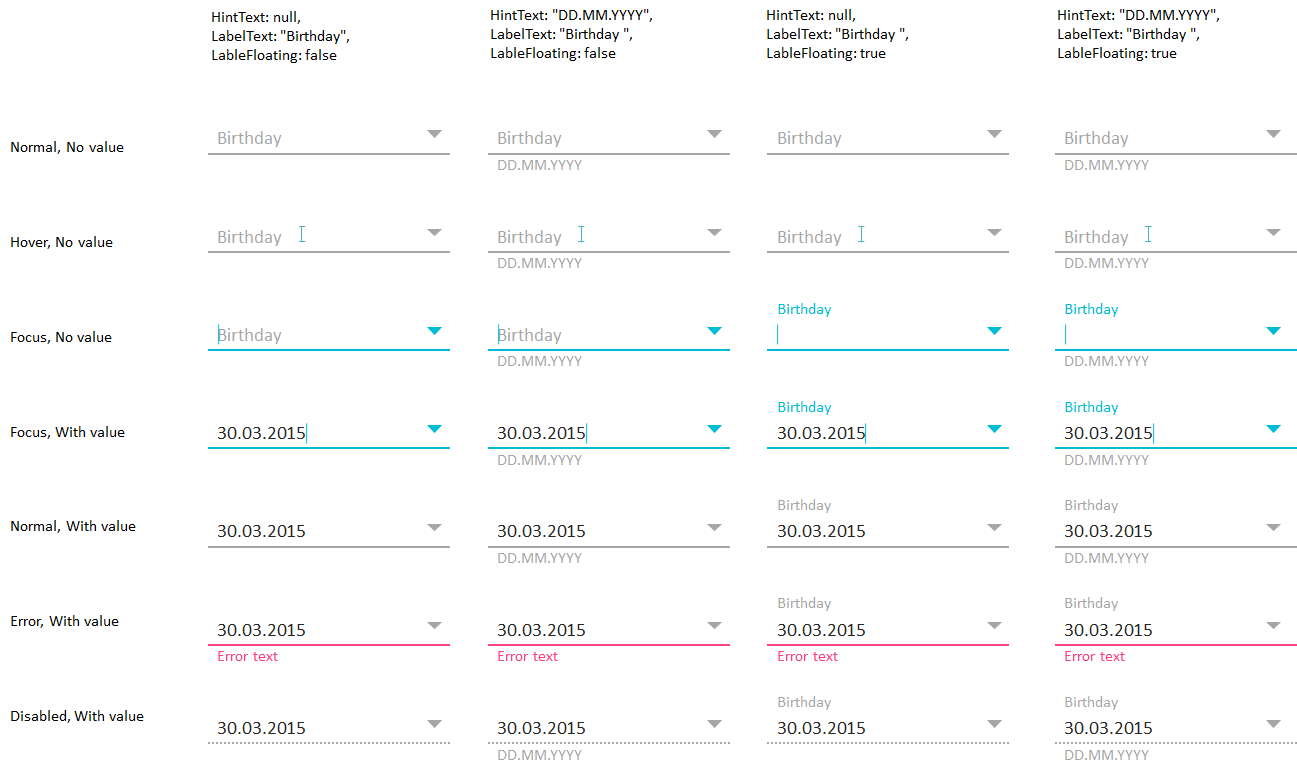 HintText: null,
LabelText: "Birthday",
LableFloating: false
HintText: "DD.MM.YYYY",
LabelText: "Birthday ",
LableFloating: false
HintText: null,
LabelText: "Birthday ",
LableFloating: true
HintText: "DD.MM.YYYY",
LabelText: "Birthday ",
LableFloating: true
Normal, No value
Birthday
Birthday
DD.MM.YYYY
Birthday
Birthday
DD.MM.YYYY
Hover, No value
Birthday
Birthday
DD.MM.YYYY
Birthday
Birthday
DD.MM.YYYY
Focus, No value
Birthday
Birthday
DD.MM.YYYY
Birthday
Birthday
DD.MM.YYYY
Focus, With value
30.03.2015
30.03.2015
DD.MM.YYYY
Birthday
30.03.2015
Birthday
30.03.2015
DD.MM.YYYY
Normal, With value
30.03.2015
30.03.2015
DD.MM.YYYY
Birthday
30.03.2015
Birthday
30.03.2015
DD.MM.YYYY
Error, With value
30.03.2015
Error text
30.03.2015
Error text
Birthday
30.03.2015
Error text
Birthday
30.03.2015
Error text
Disabled, With value
30.03.2015
30.03.2015
DD.MM.YYYY
Birthday
30.03.2015
Birthday
30.03.2015
DD.MM.YYYY